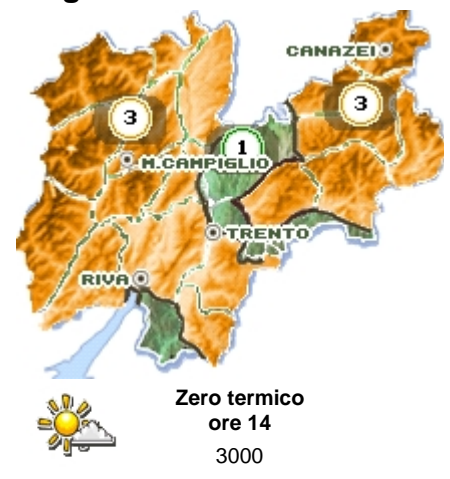 CANAZEI
3
3
1
M.CAMPIGLIO
TRENTO
RIVA
Zero termico
ore 14
3000